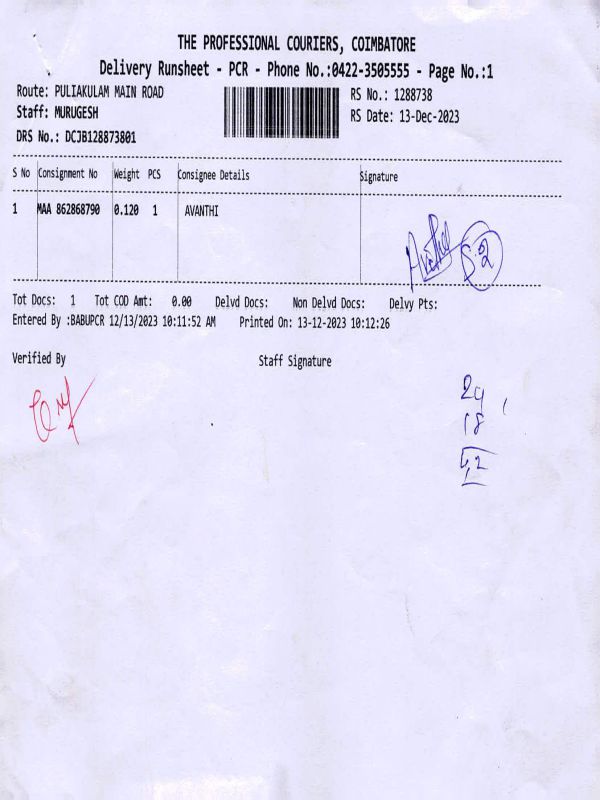 THE PROFESSIONAL COURIERS, COIMBATORE
Delivery Runsheet - PCR - Phone No.:0422-3505555 - Page No.:1
Route: PULIAKULAM MAIN ROAD
RS No.: 1288738
Staff: MURUGESH
RS Date: 13-Dec-2023
DRS No.: DCJB128873801
S No Consignment No Weight PCS Consignee Details Signature
1 MAA 862868790 0.120 1 AVANTHI
Tot Docs: 1 Tot COD Amt: 0.00 Delvd Docs: Non Delvd Docs: Delvy Pts:
Entered By :BABUPCR 12/13/2023 10:11:52 AM Printed On: 13-12-2023 10:12:26
Verified By Staff Signature
18